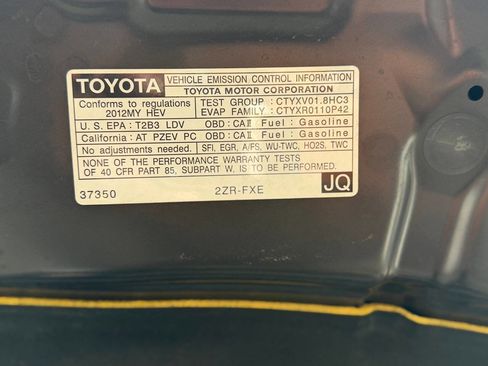 TOYOTA VEHICLE EMISSION CONTROL INFORMATION
TOYOTA MOTOR CORPORATION
Conforms to regulations
2012MY HEV
TEST GROUP : CTYXV01.8HC3
EVAP FAMILY : CTYXR0110P42
U.S. EPA : T2B3 LDV OBD: CAⅡ Fuel: Gasoline
California: AT PZEV PC OBD: CAⅡ Fuel: Gasoline
No adjustments needed. SFI, EGR, A/FS, WU-TWC, HO2S, TWC
NONE OF THE PERFORMANCE WARRANTY TESTS
OF 40 CFR PART 85, SUBPART W, IS TO BE USED.
37350 2ZR-FXE JQ